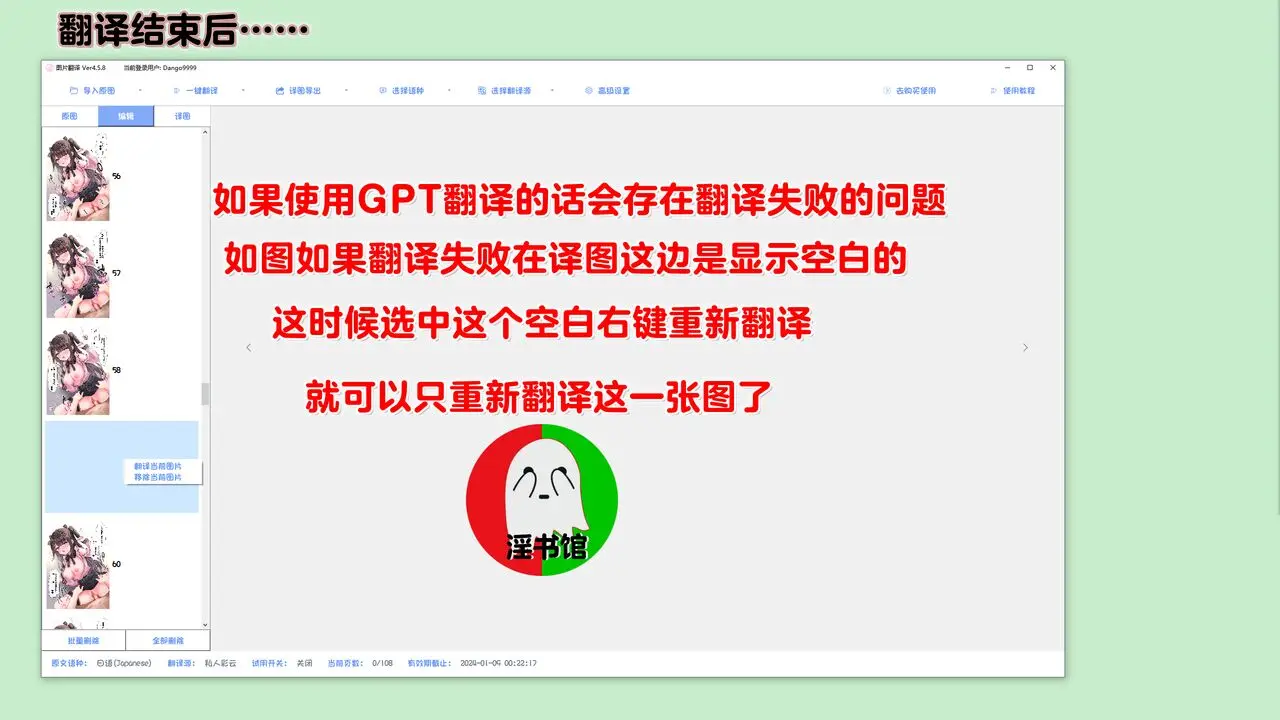 翻译结束后……
图片翻译 Ver4.5.8 当前登录用户: Dango9999
导入原图 一键翻译 译图导出 选择语种 选择翻译源 高级设置 去购买使用 使用教程
原图 编辑 译图
56
57
58
翻译当前图片
移除当前图片
60
如果使用GPT翻译的话会存在翻译失败的问题
如图如果翻译失败在译图这边是显示空白的
这时候选中这个空白右键重新翻译
就可以只重新翻译这一张图了
淫书馆
批量删除 全部删除
原文语种: 日语(Japanese) 翻译源: 私人彩云 试用开关: 关闭 当前页数: 0/108 有效期截止: 2024-01-09 00:22:17